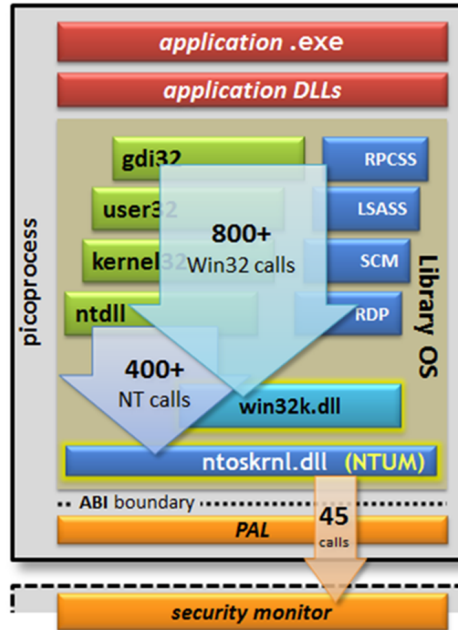 application .exe
application DLLs
gdi32
RPCSS
user32
LSASS
800+
Win32 calls
kernel32
SCM
ntdll
RDP
picoprocess
Library OS
400+
NT calls
win32k.dll
ntoskrnl.dll (NTUM)
ABI boundary
45
calls
PAL
security monitor